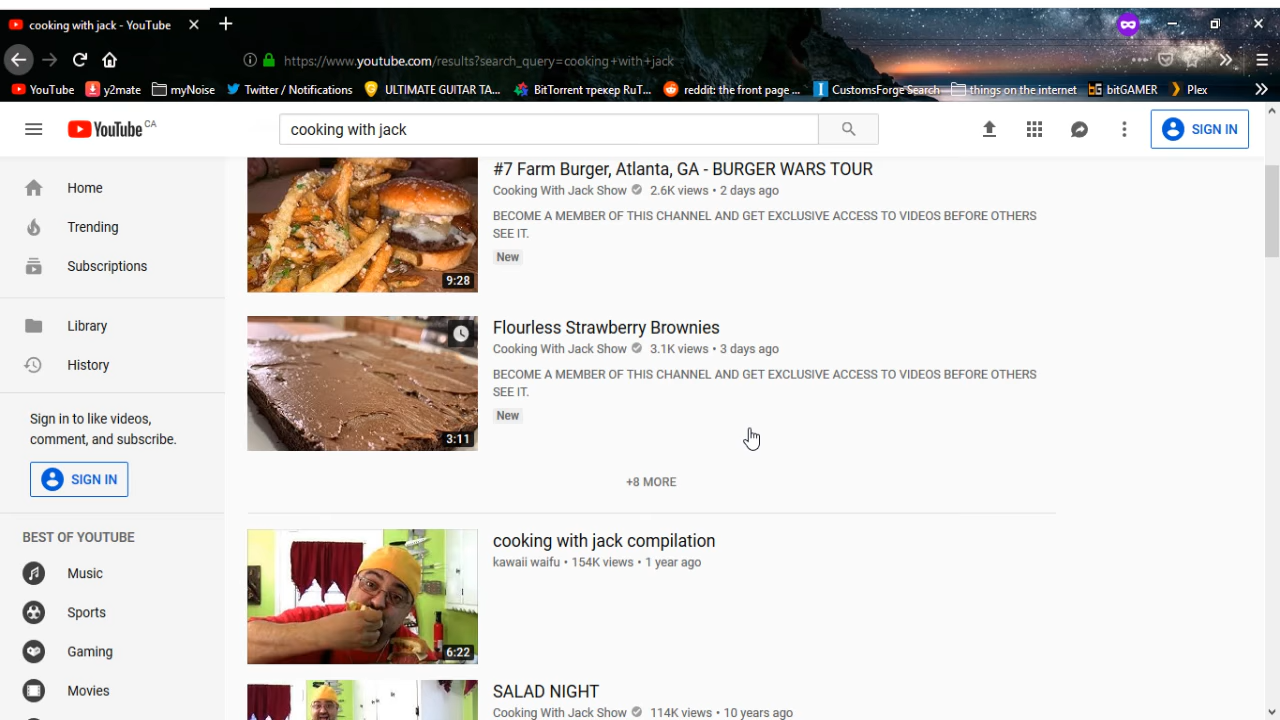 cooking with jack - YouTube
https://www.youtube.com/results?search_query=cooking+with+jack
YouTube
y2mate
myNoise
Twitter / Notifications
ULTIMATE GUITAR TA...
BitTorrent трекер RuT...
reddit: the front page ...
CustomsForge Search
things on the internet
bitGAMER
Plex
YouTube CA
cooking with jack
SIGN IN
Home
Trending
Subscriptions
Library
History
Sign in to like videos,
comment, and subscribe.
SIGN IN
BEST OF YOUTUBE
Music
Sports
Gaming
Movies
#7 Farm Burger, Atlanta, GA - BURGER WARS TOUR
Cooking With Jack Show 2.6K views • 2 days ago
BECOME A MEMBER OF THIS CHANNEL AND GET EXCLUSIVE ACCESS TO VIDEOS BEFORE OTHERS
SEE IT.
New
9:28
Flourless Strawberry Brownies
Cooking With Jack Show 3.1K views • 3 days ago
BECOME A MEMBER OF THIS CHANNEL AND GET EXCLUSIVE ACCESS TO VIDEOS BEFORE OTHERS
SEE IT.
New
3:11
+8 MORE
cooking with jack compilation
kawaii waifu • 154K views • 1 year ago
6:22
SALAD NIGHT
Cooking With Jack Show 114K views • 10 years ago